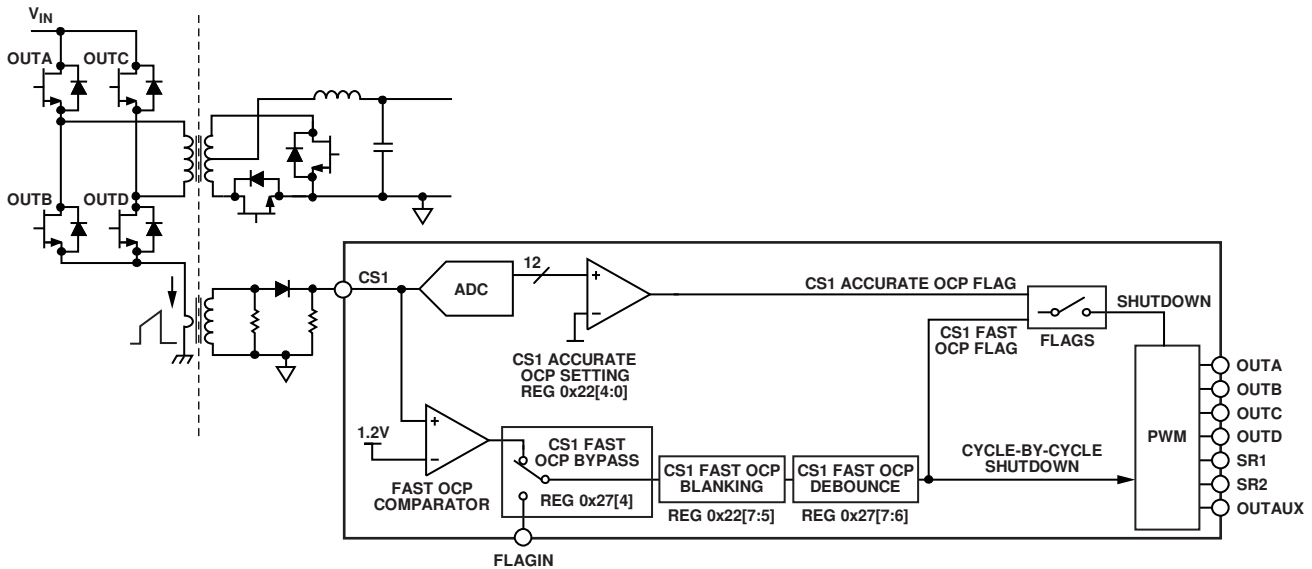 VIN
OUTA
OUTC
OUTB
OUTD
CS1
ADC
12
+
−
CS1 ACCURATE
OCP SETTING
REG 0x22[4:0]
CS1 ACCURATE OCP FLAG
CS1 FAST
OCP FLAG
FLAGS
SHUTDOWN
1.2V
+
−
FAST OCP
COMPARATOR
CS1 FAST
OCP BYPASS
REG 0x27[4]
FLAGIN
CS1 FAST OCP
BLANKING
REG 0x22[7:5]
CS1 FAST OCP
DEBOUNCE
REG 0x27[7:6]
CYCLE-BY-CYCLE
SHUTDOWN
PWM
OUTA
OUTB
OUTC
OUTD
SR1
SR2
OUTAUX